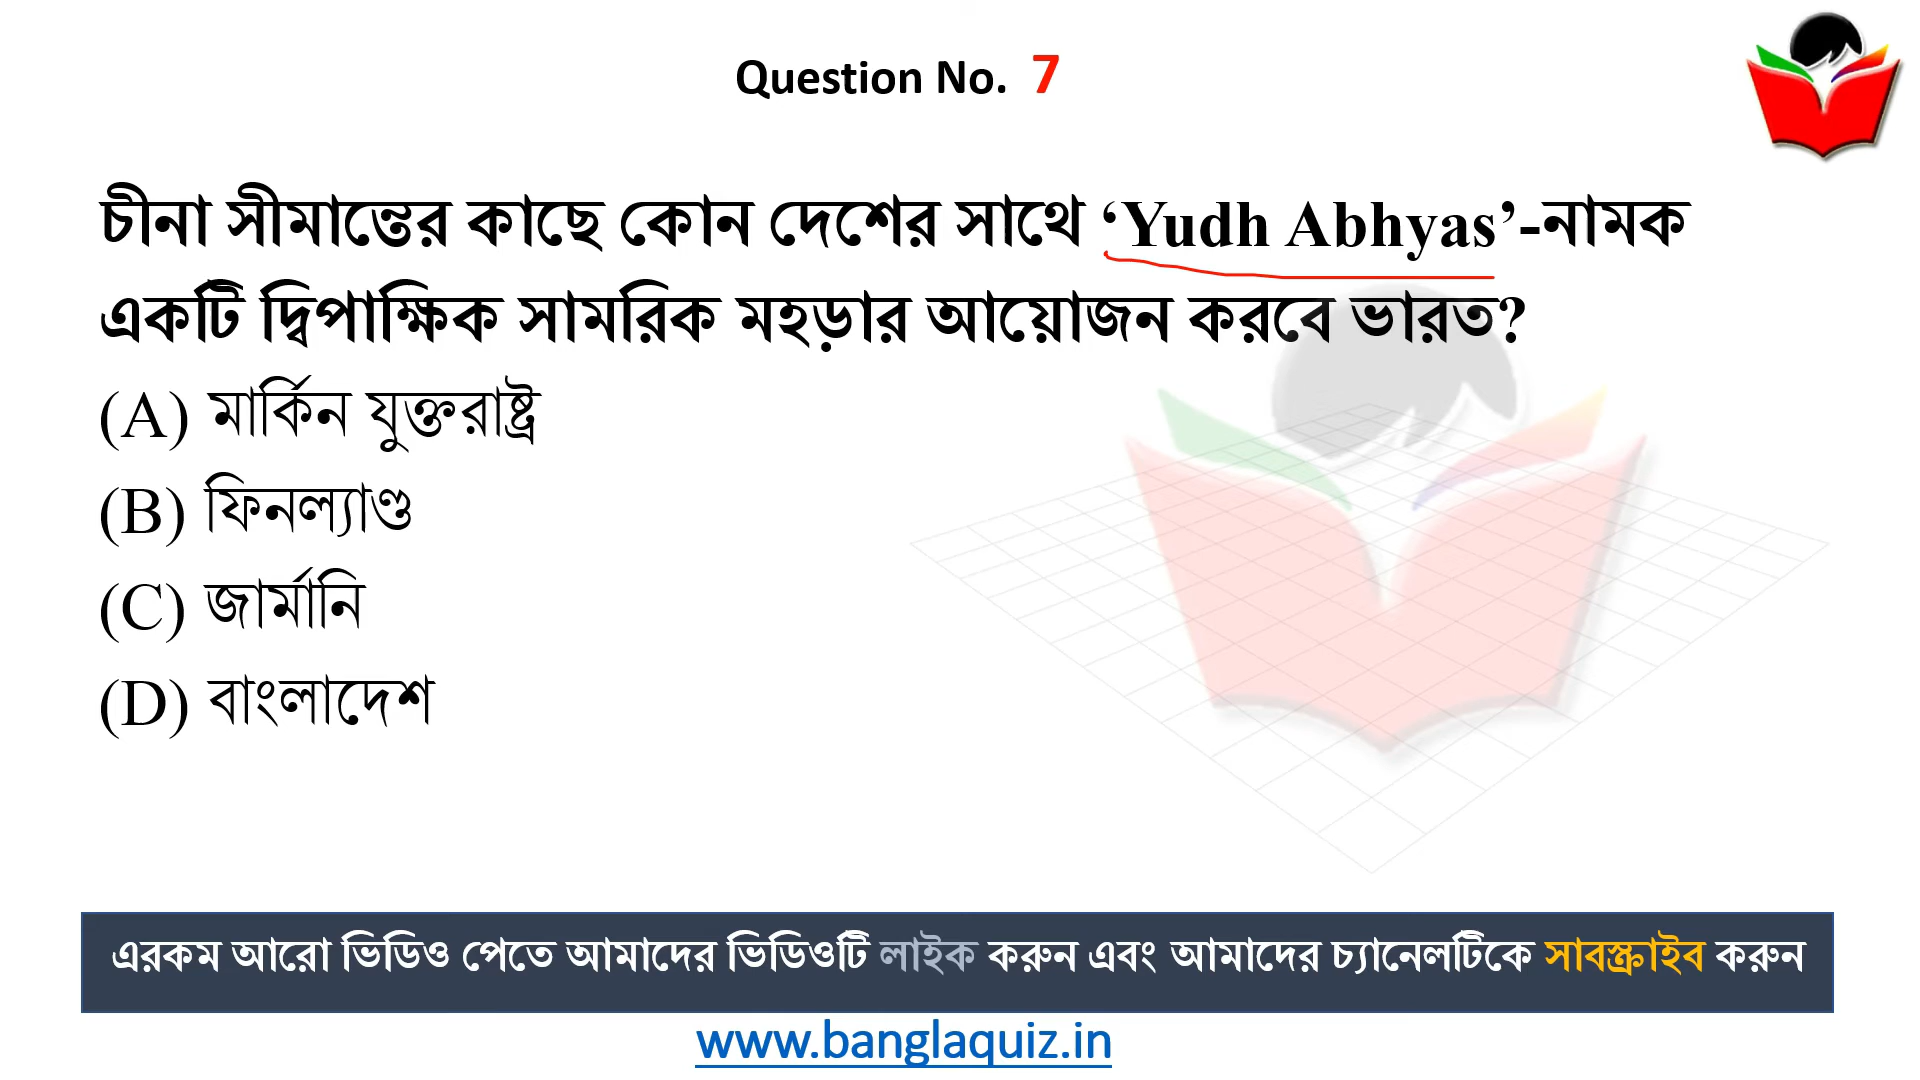 Question No. 7
চীনা সীমান্তের কাছে কোন দেশের সাথে ‘Yudh Abhyas’-নামক
একটি দ্বিপাক্ষিক সামরিক মহড়ার আয়োজন করবে ভারত?
(A) মার্কিন যুক্তরাষ্ট্র
(B) ফিনল্যাণ্ড
(C) জার্মানি
(D) বাংলাদেশ
এরকম আরো ভিডিও পেতে আমাদের ভিডিওটি লাইক করুন এবং আমাদের চ্যানেলটিকে সাবস্ক্রাইব করুন
www.banglaquiz.in